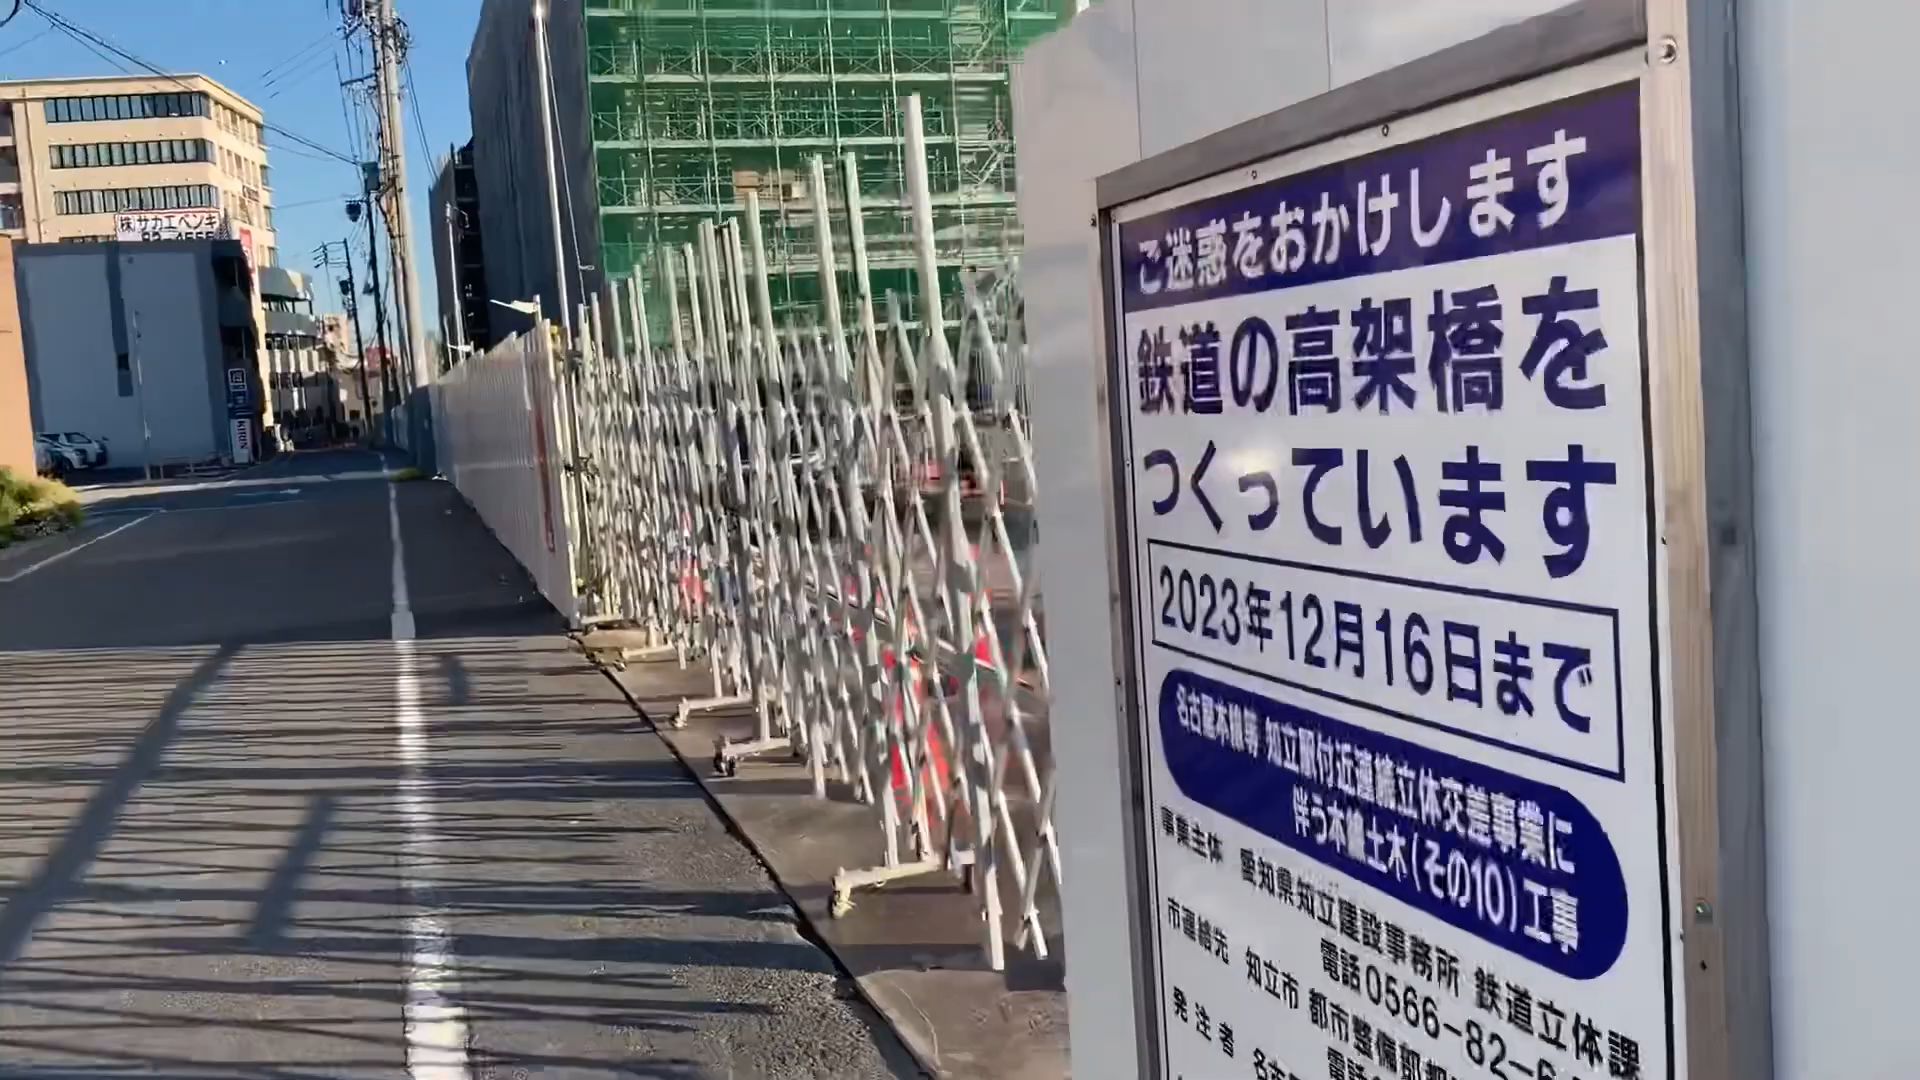 ㈱サカエペンキ
KIRIN
ご迷惑をおかけします
鉄道の高架橋を
つくっています
2023年12月16日まで
名古屋本線等 知立駅付近連続立体交差事業に
伴う本線土木(その10)工事
事業主体 愛知県知立建設事務所 鉄道立体課
電話0566-82-6
市連絡先 知立市 都市整備部
電話
発注者 名古